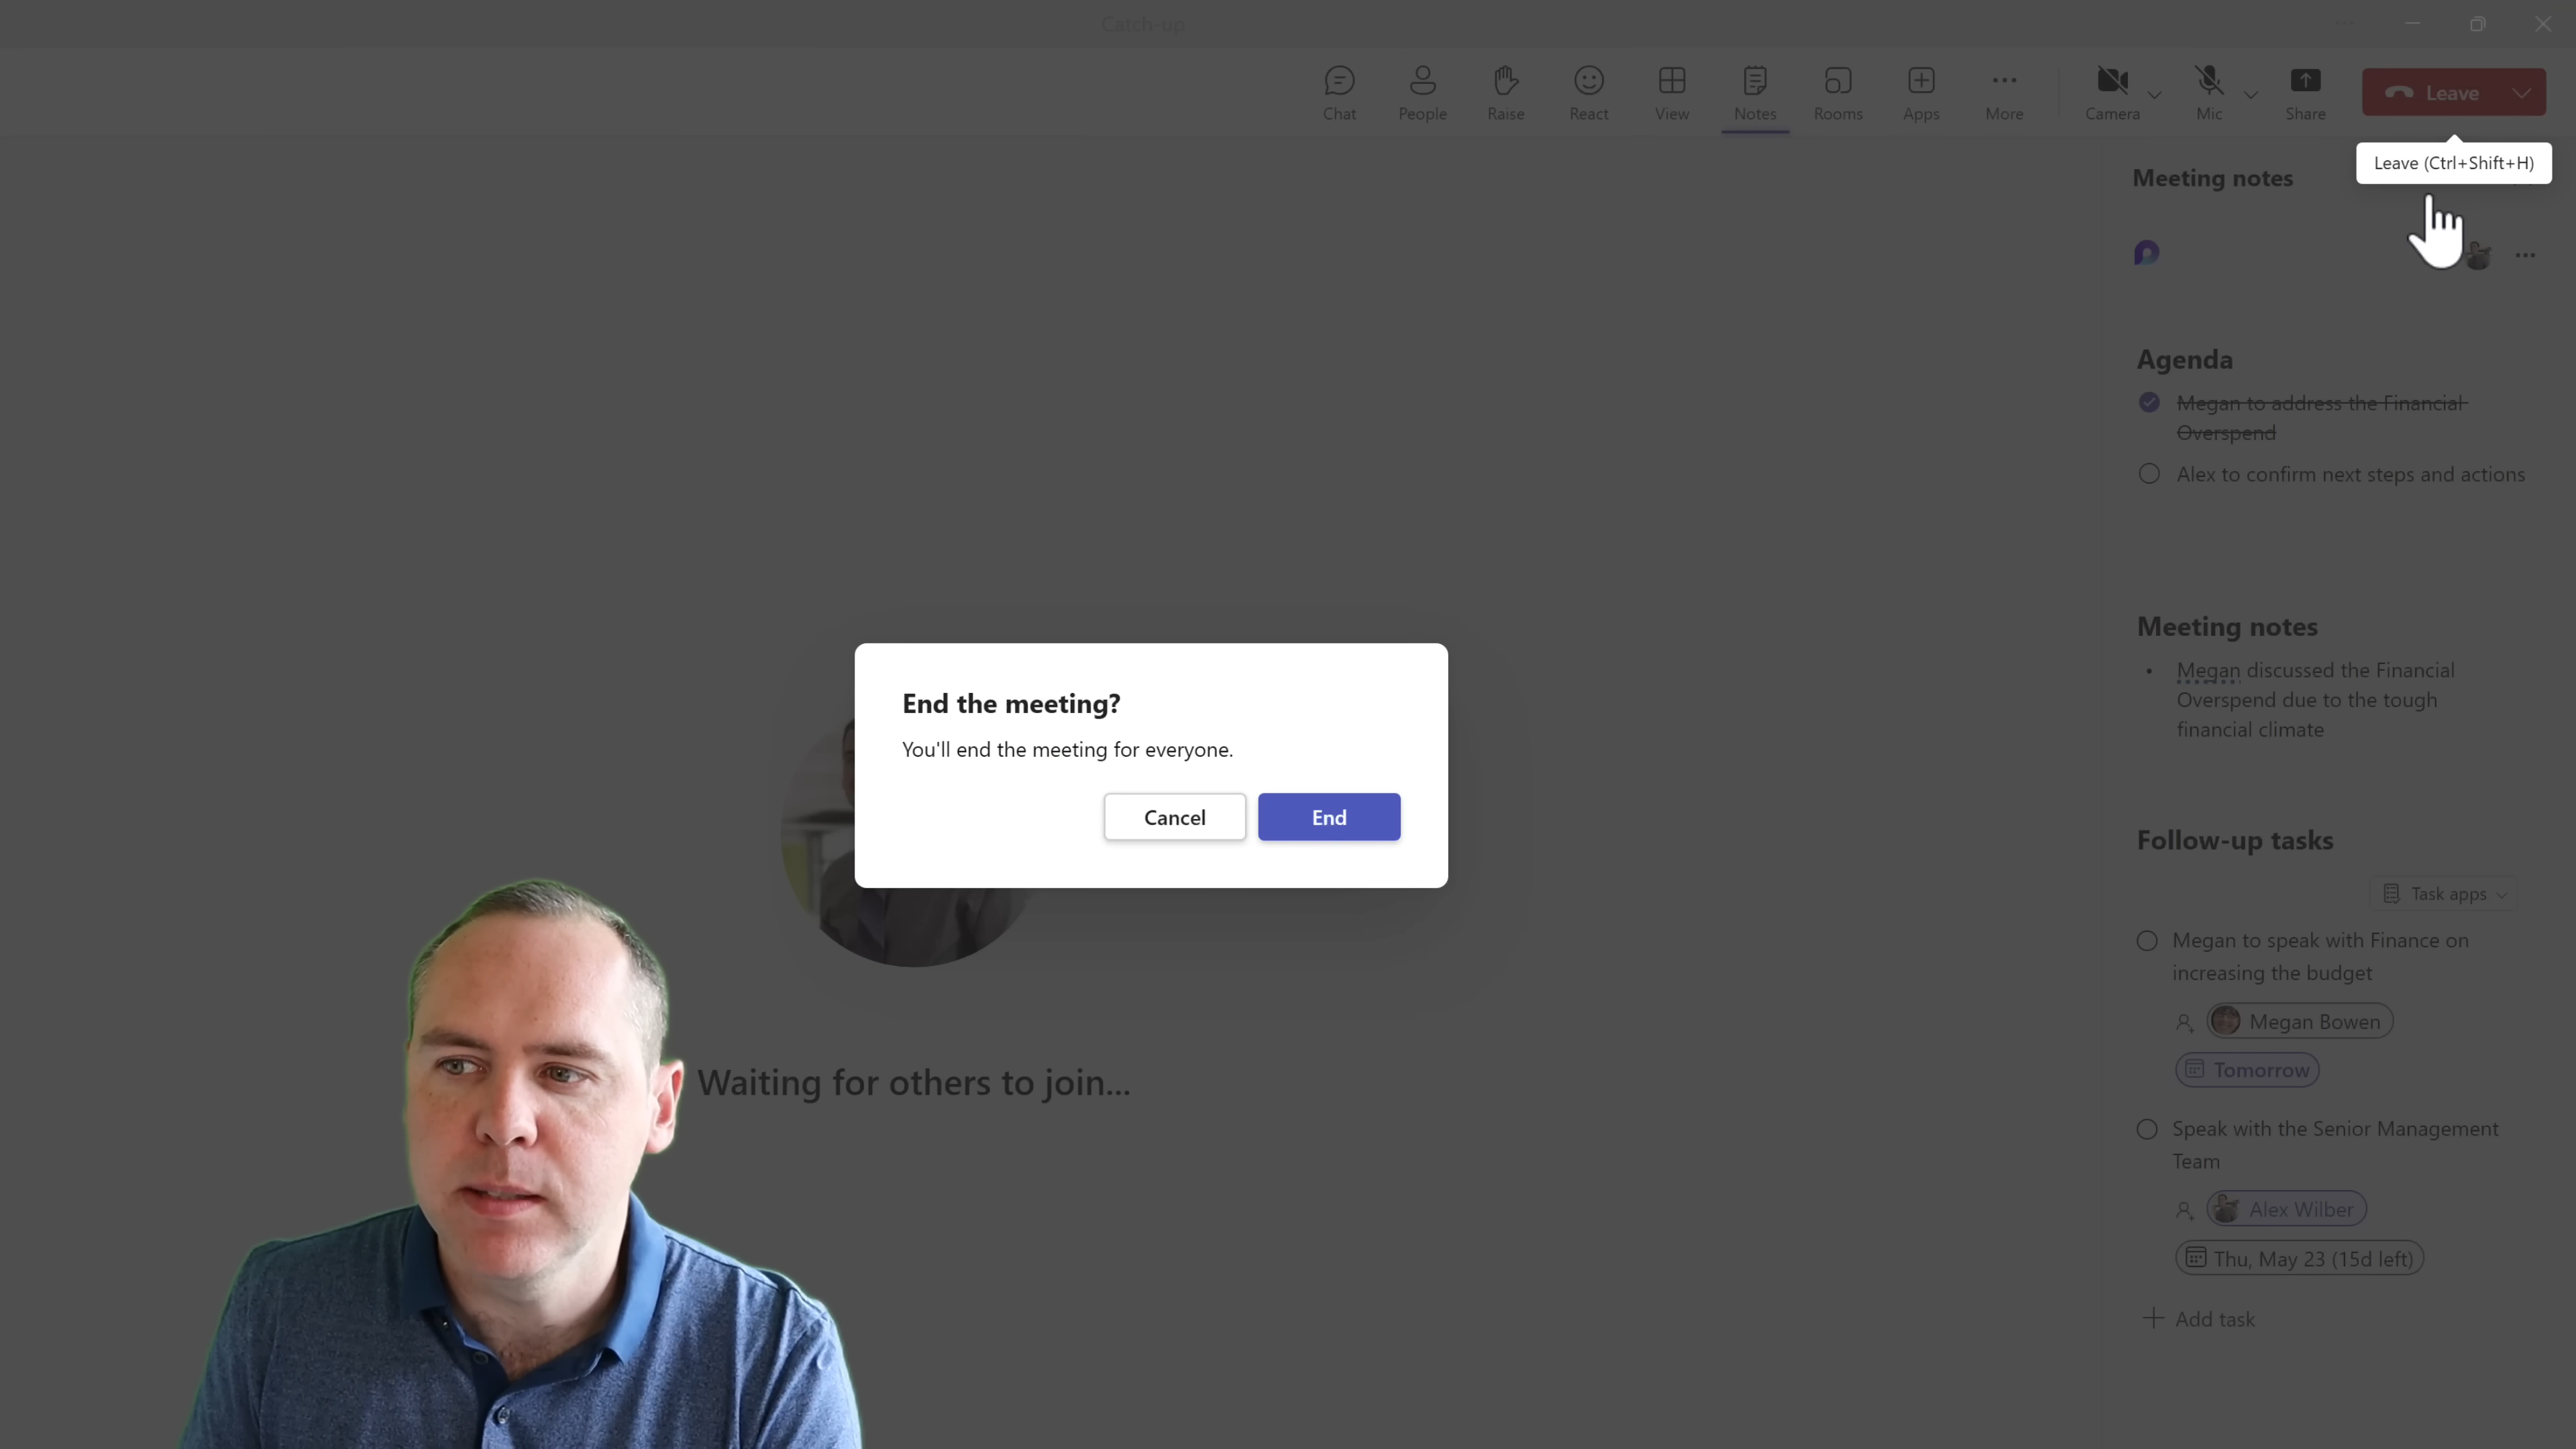 Catch-up
Chat
People
Raise
React
View
Notes
Rooms
Apps
More
Camera
Mic
Share
Leave
Leave (Ctrl+Shift+H)
Meeting notes
Agenda
Megan to address the Financial
Overspend
Alex to confirm next steps and actions
Meeting notes
• Megan discussed the Financial
Overspend due to the tough
financial climate
End the meeting?
You'll end the meeting for everyone.
Cancel
End
Follow-up tasks
Task apps
Megan to speak with Finance on
increasing the budget
Megan Bowen
Tomorrow
Waiting for others to join...
Speak with the Senior Management
Team
Alex Wilber
Thu, May 23 (15d left)
Add task